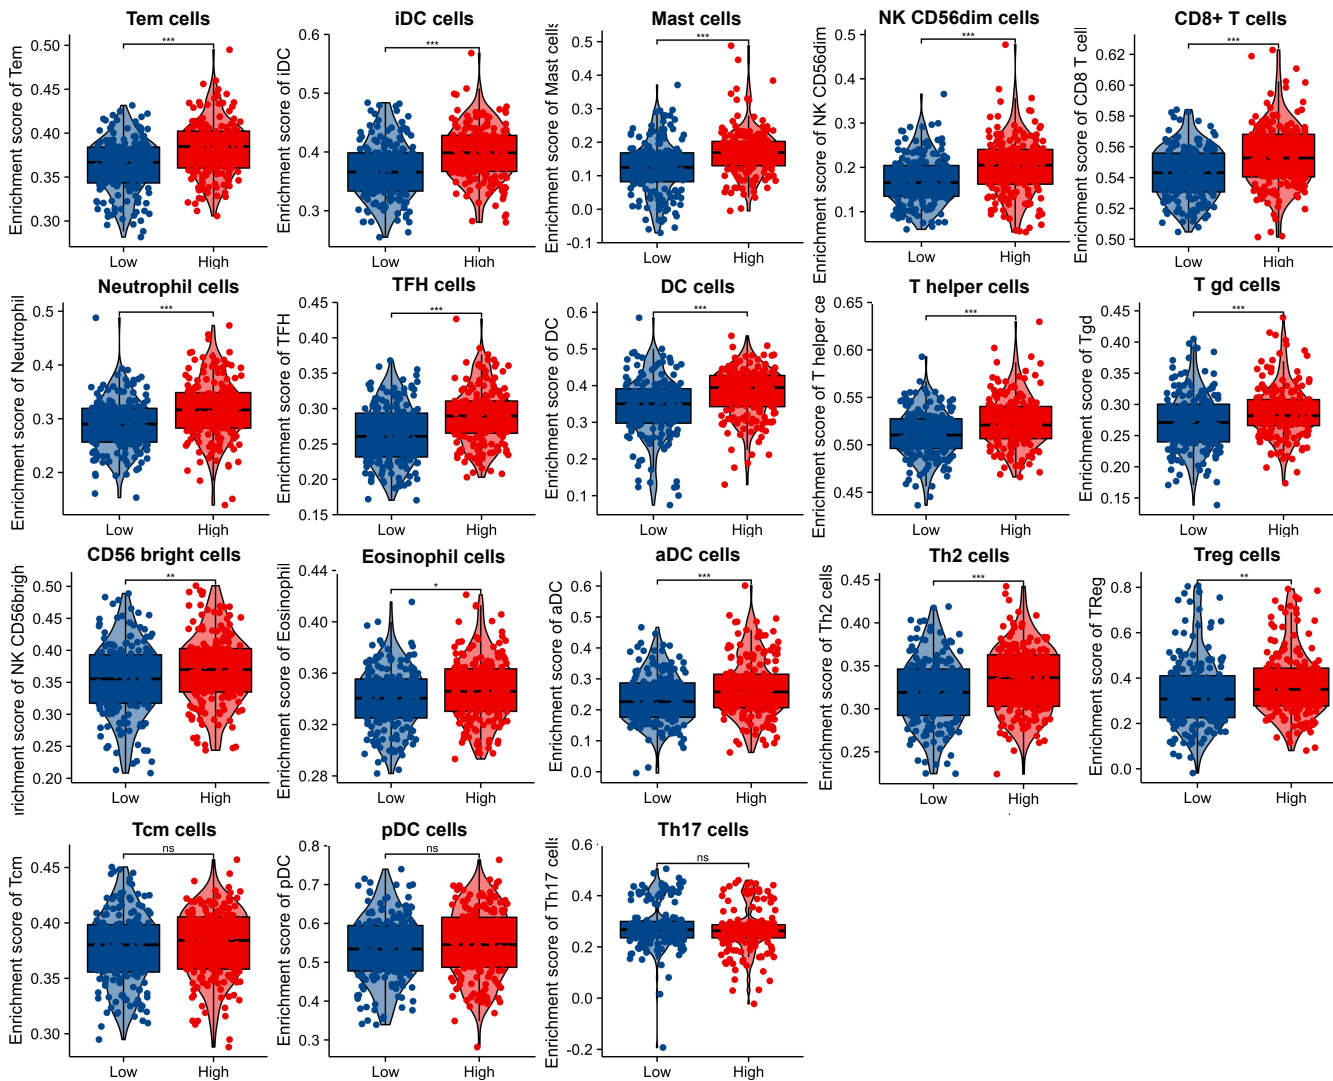 Tem cells
Enrichment score of Tem
0.50
0.45
0.40
0.35
0.30
***
Low
High
iDC cells
Enrichment score of iDC
0.6
0.5
0.4
0.3
***
Low
High
Mast cells
Enrichment score of Mast cells
0.5
0.4
0.3
0.2
0.1
0.0
-0.1
***
Low
High
NK CD56dim cells
Enrichment score of NK CD56dim
0.5
0.4
0.3
0.2
0.1
***
Low
High
CD8+ T cells
Enrichment score of CD8 T cell
0.62
0.60
0.58
0.56
0.54
0.52
0.50
***
Low
High
Neutrophil cells
Enrichment score of Neutrophil
0.5
0.4
0.3
0.2
***
Low
High
TFH cells
Enrichment score of TFH
0.45
0.40
0.35
0.30
0.25
0.20
0.15
***
Low
High
DC cells
Enrichment score of DC
0.6
0.5
0.4
0.3
0.2
0.1
***
Low
High
T helper cells
Enrichment score of T helper ce
0.65
0.60
0.55
0.50
0.45
***
Low
High
T gd cells
Enrichment score of Tgd
0.45
0.40
0.35
0.30
0.25
0.20
0.15
***
Low
High
CD56 bright cells
nrichment score of NK CD56brigh
0.50
0.45
0.40
0.35
0.30
0.25
0.20
**
Low
High
Eosinophil cells
Enrichment score of Eosinophil
0.44
0.40
0.36
0.32
0.28
*
Low
High
aDC cells
Enrichment score of aDC
0.6
0.5
0.4
0.3
0.2
0.1
0.0
***
Low
High
Th2 cells
Enrichment score of Th2 cells
0.45
0.40
0.35
0.30
0.25
***
Low
High
Treg cells
Enrichment score of TReg
0.8
0.6
0.4
0.2
0.0
**
Low
High
Tcm cells
Enrichment score of Tcm
0.45
0.40
0.35
0.30
ns
Low
High
pDC cells
Enrichment score of pDC
0.8
0.7
0.6
0.5
0.4
0.3
ns
Low
High
Th17 cells
Enrichment score of Th17 cells
0.6
0.4
0.2
0.0
-0.2
ns
Low
High